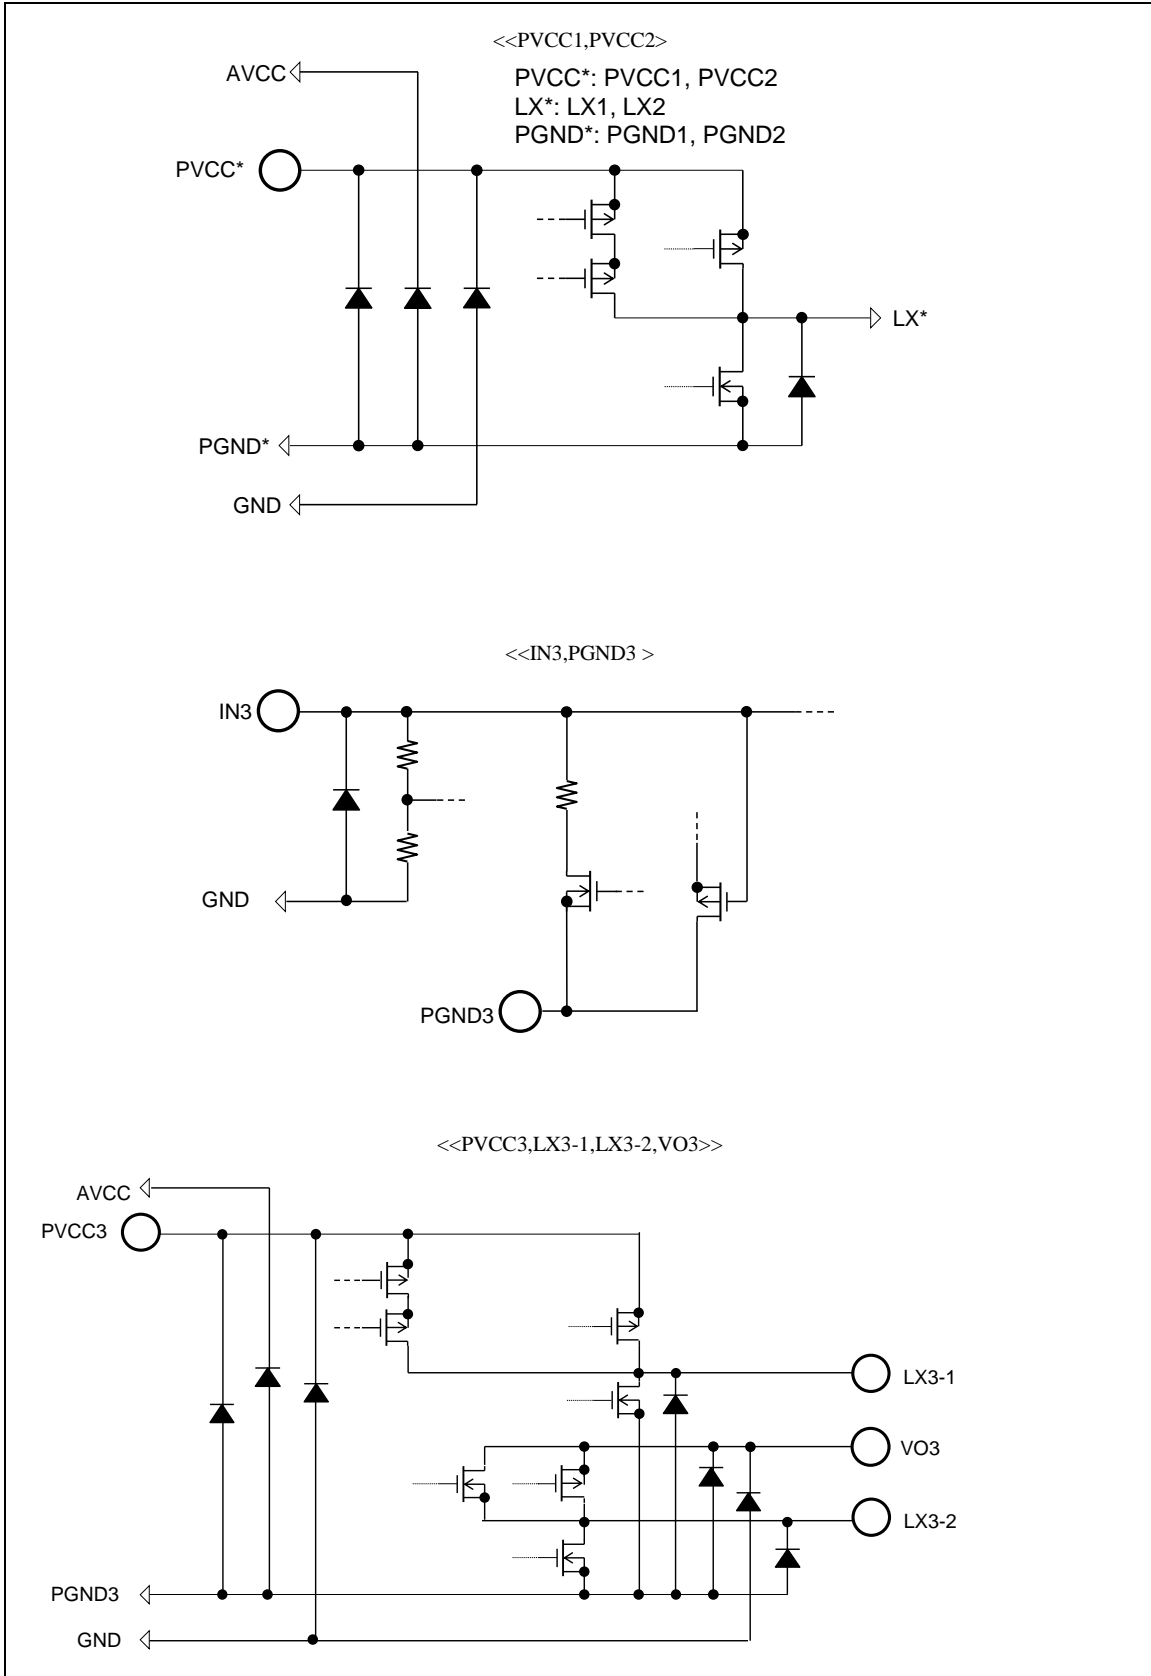 <<PVCC1,PVCC2>
AVCC
PVCC*: PVCC1, PVCC2
LX*: LX1, LX2
PGND*: PGND1, PGND2
PVCC*
LX*
PGND*
GND
<<IN3,PGND3 >
IN3
GND
PGND3
<<PVCC3,LX3-1,LX3-2,VO3>>
AVCC
PVCC3
LX3-1
VO3
LX3-2
PGND3
GND